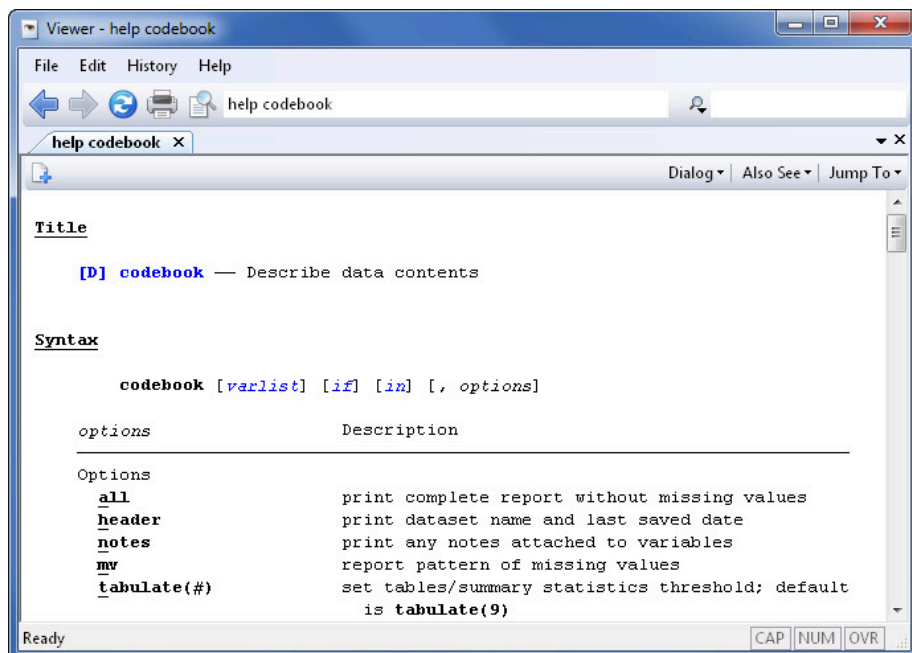 Viewer - help codebook
File Edit History Help
help codebook
help codebook X
Dialog Also See Jump To
Title
[D] codebook — Describe data contents
Syntax
codebook [varlist] [if] [in] [, options]
options Description
Options
all print complete report without missing values
header print dataset name and last saved date
notes print any notes attached to variables
mv report pattern of missing values
tabulate(#) set tables/summary statistics threshold; default
is tabulate(9)
Ready CAP NUM OVR